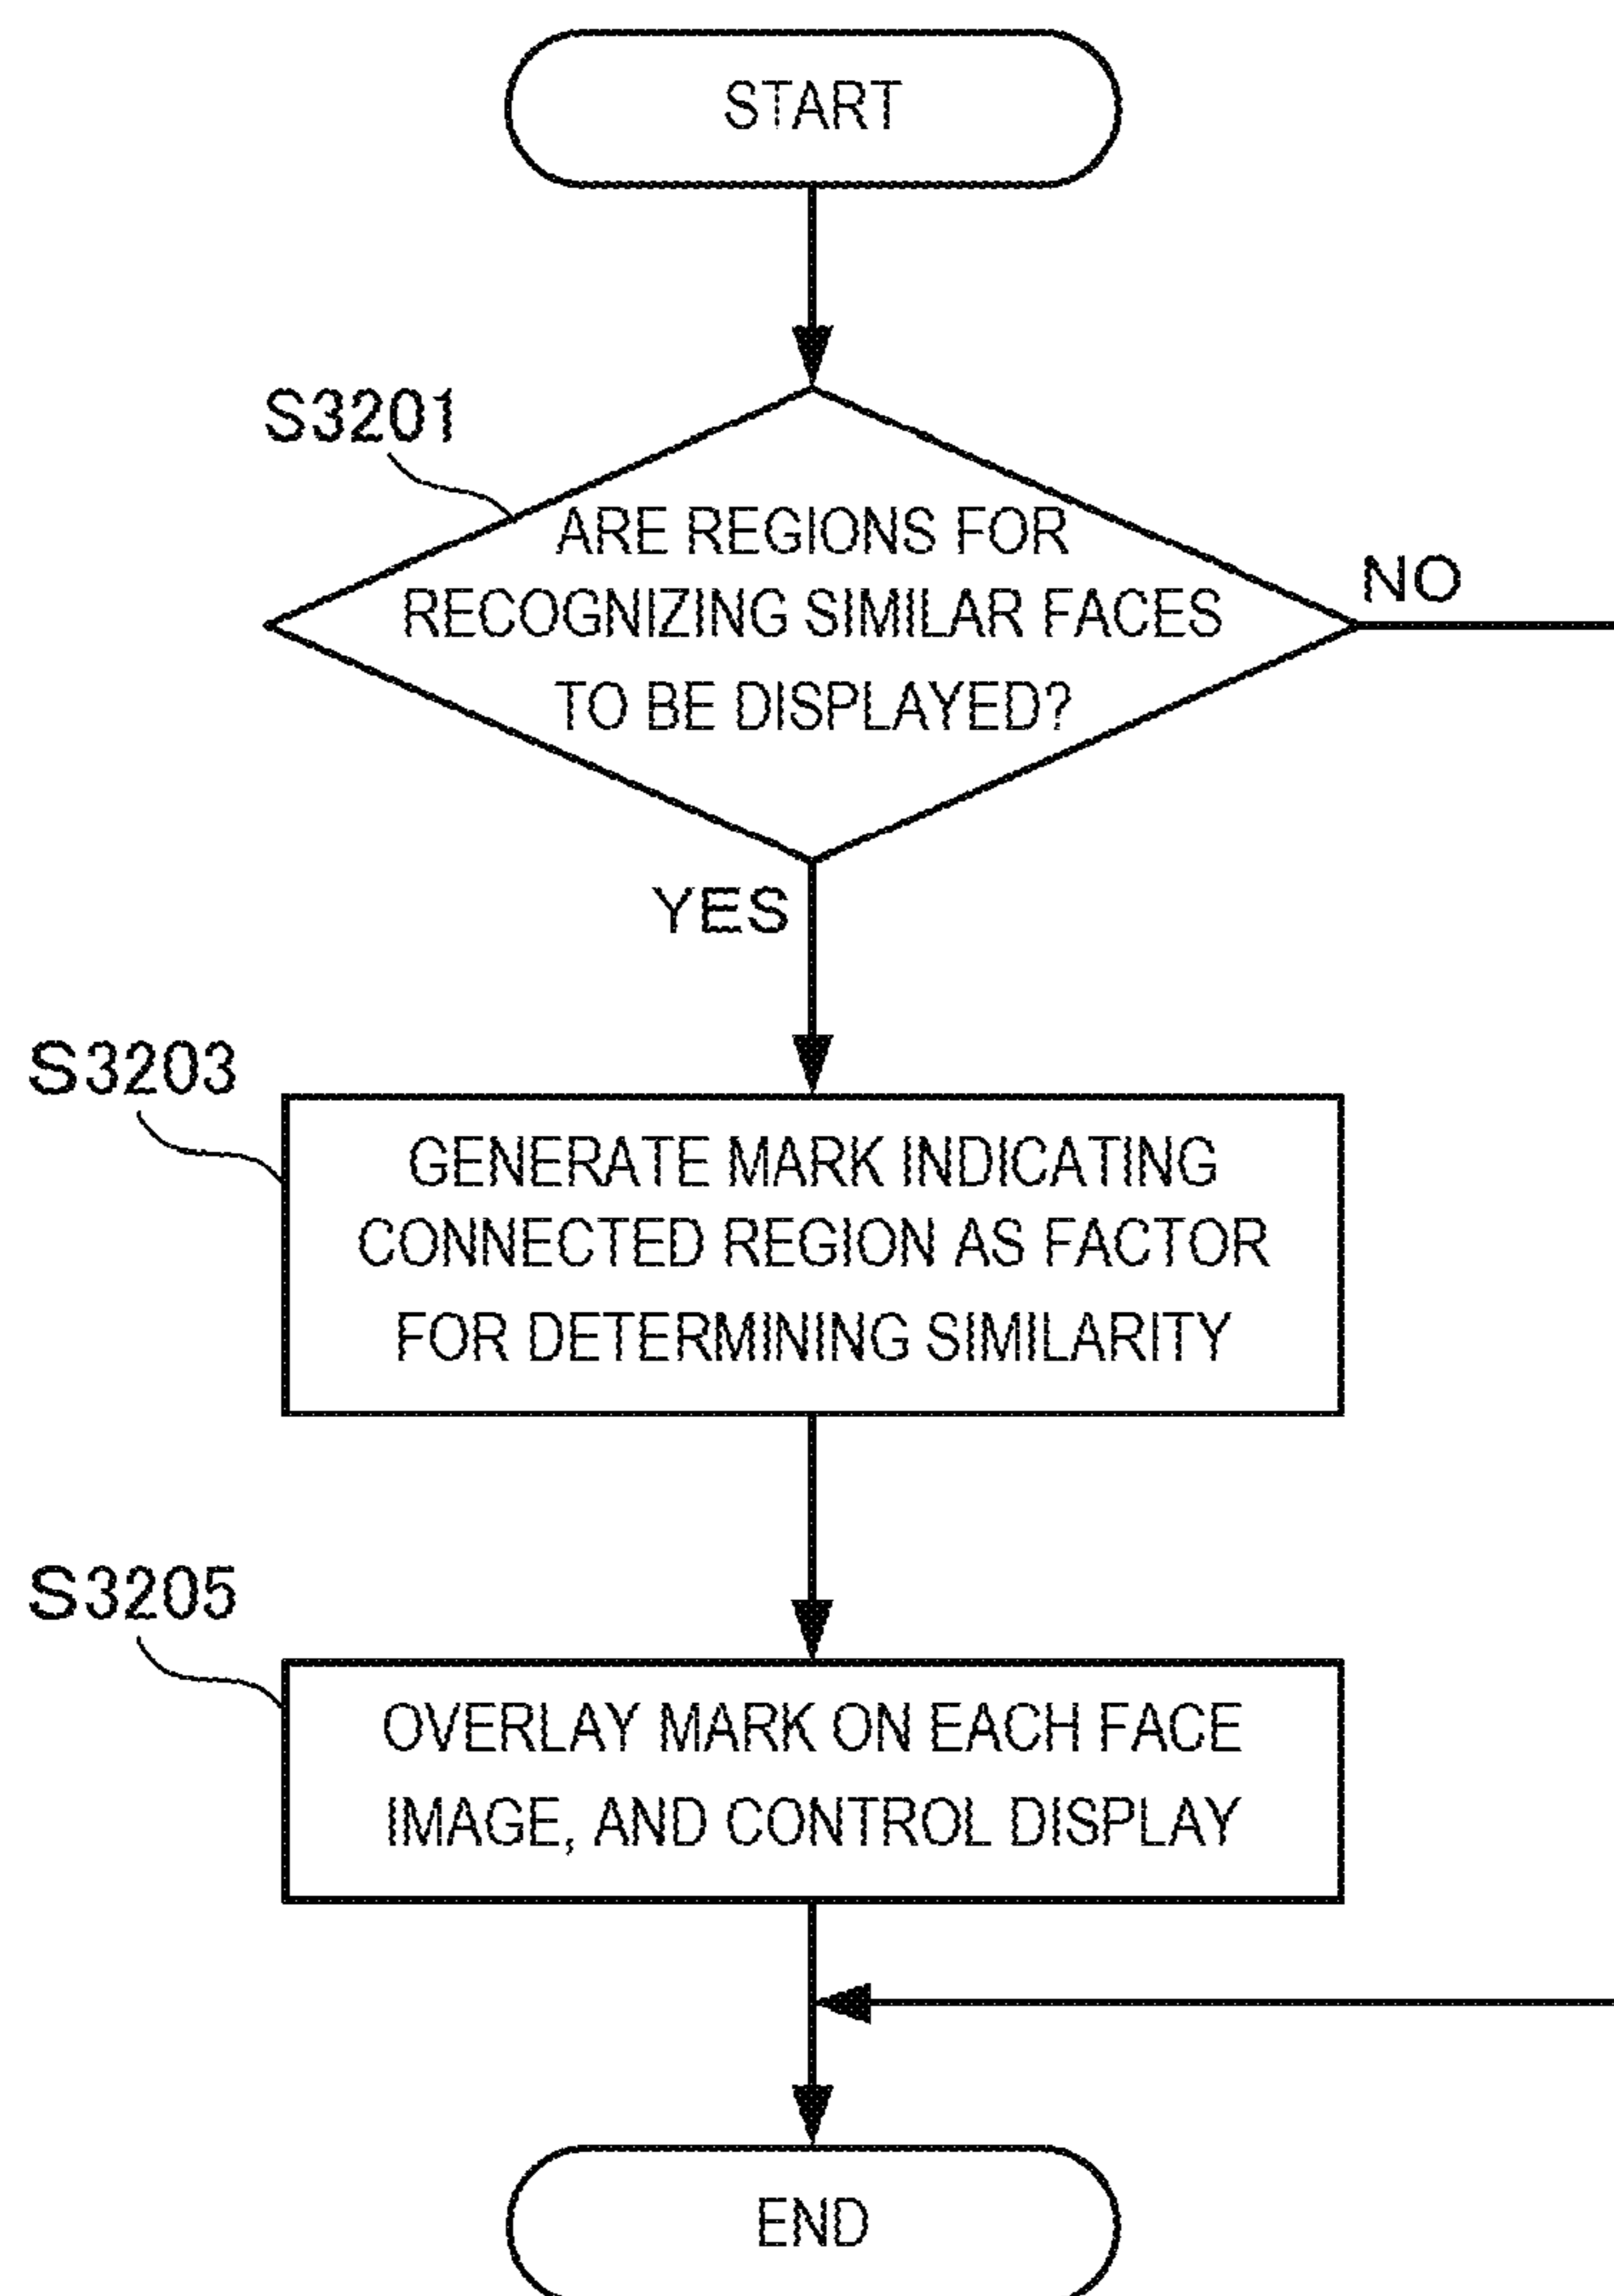 START
S3201
ARE REGIONS FOR
RECOGNIZING SIMILAR FACES
TO BE DISPLAYED?
NO
YES
S3203
GENERATE MARK INDICATING
CONNECTED REGION AS FACTOR
FOR DETERMINING SIMILARITY
S3205
OVERLAY MARK ON EACH FACE
IMAGE, AND CONTROL DISPLAY
END